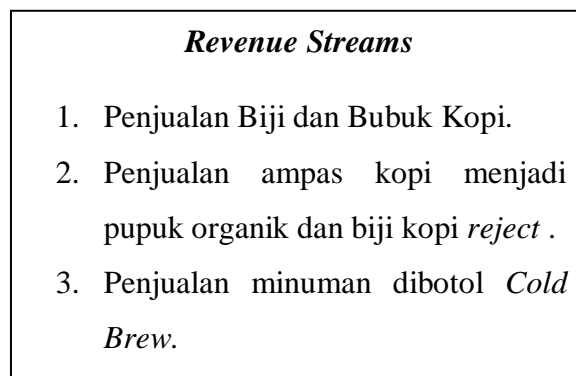 Revenue Streams
1. Penjualan Biji dan Bubuk Kopi.
2. Penjualan ampas kopi menjadi
pupuk organik dan biji kopi reject .
3. Penjualan minuman dibotol Cold
Brew.